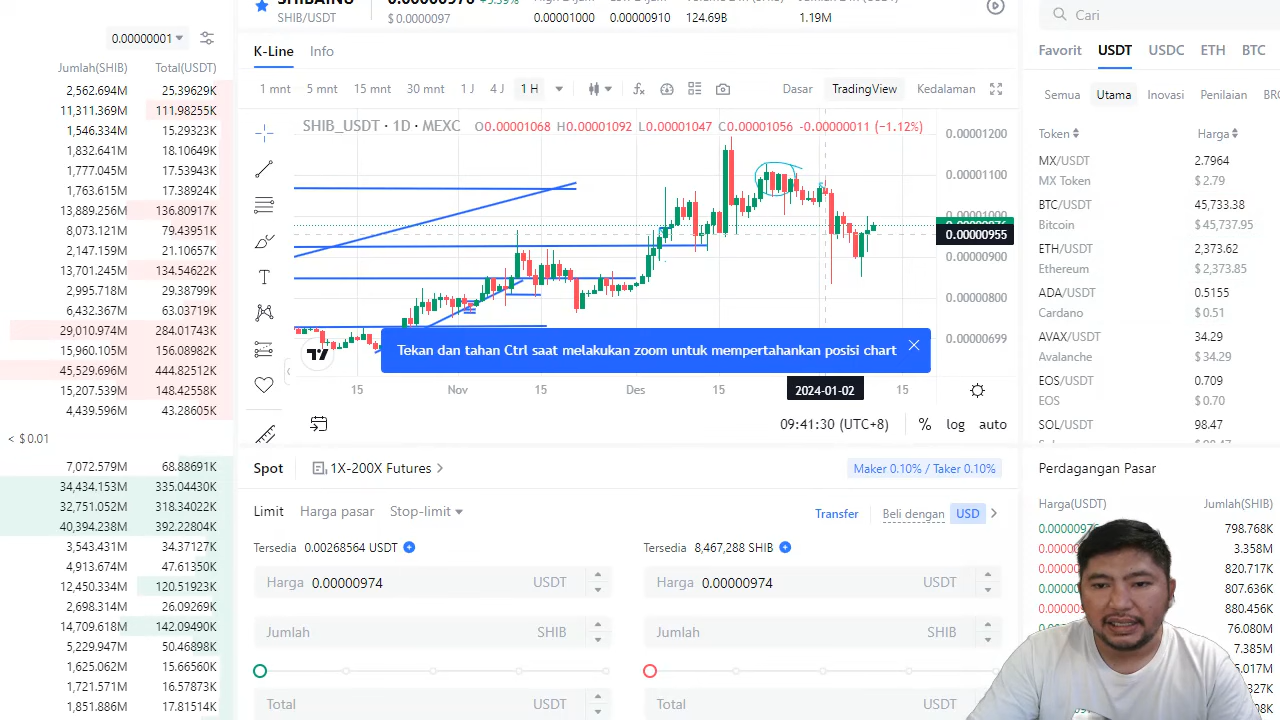 SHIB/USDT
$ 0.0000097
0.00001000
0.00000910
124.69B
1.19M
Cari
0.00000001
Jumlah(SHIB) Total(USDT)
2,562.694M 25.39629K
11,311.369M 111.98255K
1,546.334M 15.29323K
1,832.641M 18.10649K
1,777.045M 17.53943K
1,763.615M 17.38924K
13,889.256M 136.80917K
8,073.121M 79.43951K
2,147.159M 21.10657K
13,701.245M 134.54622K
2,995.718M 29.38799K
6,432.367M 63.03719K
29,010.974M 284.01743K
15,960.105M 156.08982K
45,529.696M 444.82512K
15,207.539M 148.42558K
4,439.596M 43.28605K
< $ 0.01
7,072.579M 68.88691K
34,434.153M 335.04430K
32,751.052M 318.34022K
40,394.238M 392.22804K
3,543.431M 34.37127K
4,913.674M 47.61350K
12,450.334M 120.51923K
2,698.314M 26.09269K
14,709.618M 142.09490K
5,229.947M 50.46898K
1,625.062M 15.66560K
1,721.571M 16.57873K
1,851.886M 17.81514K
K-Line Info
1 mnt 5 mnt 15 mnt 30 mnt 1 J 4 J 1 H
Dasar TradingView Kedalaman
SHIB_USDT · 1D · MEXC O0.00001068 H0.00001092 L0.00001047 C0.00001056 -0.00000011 (−1.12%)
0.00001200
0.00001100
0.00000955
0.00000900
0.00000800
0.00000699
Tekan dan tahan Ctrl saat melakukan zoom untuk mempertahankan posisi chart
15 Nov 15 Des 15 2024-01-02 15
09:41:30 (UTC+8) % log auto
Spot 1X-200X Futures
Maker 0.10% / Taker 0.10%
Limit Harga pasar Stop-limit
Transfer Beli dengan USD
Tersedia 0.00268564 USDT
Harga 0.00000974 USDT
Jumlah SHIB
Total USDT
Tersedia 8,467,288 SHIB
Harga 0.00000974 USDT
Jumlah SHIB
Total USDT
Favorit USDT USDC ETH BTC
Semua Utama Inovasi Penilaian
Token Harga
MX/USDT 2.7964
MX Token $ 2.79
BTC/USDT 45,733.38
Bitcoin $ 45,737.95
ETH/USDT 2,373.62
Ethereum $ 2,373.85
ADA/USDT 0.5155
Cardano $ 0.51
AVAX/USDT 34.29
Avalanche $ 34.29
EOS/USDT 0.709
EOS $ 0.70
SOL/USDT 98.47
Perdagangan Pasar
Harga(USDT) Jumlah(SHIB)
798.768K
3.358M
820.717K
807.636K
880.456K
76.080M